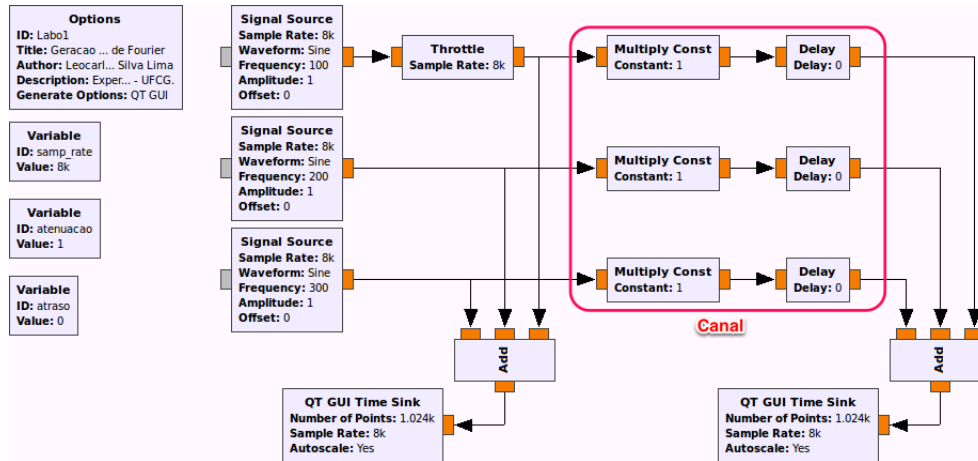 Options
ID: Labo1
Title: Geracao ... de Fourier
Author: Leocarl... Silva Lima
Description: Exper... - UFCG.
Generate Options: QT GUI
Variable
ID: samp_rate
Value: 8k
Variable
ID: atenuacao
Value: 1
Variable
ID: atraso
Value: 0
Signal Source
Sample Rate: 8k
Waveform: Sine
Frequency: 100
Amplitude: 1
Offset: 0
Throttle
Sample Rate: 8k
Multiply Const
Constant: 1
Delay
Delay: 0
Signal Source
Sample Rate: 8k
Waveform: Sine
Frequency: 200
Amplitude: 1
Offset: 0
Multiply Const
Constant: 1
Delay
Delay: 0
Signal Source
Sample Rate: 8k
Waveform: Sine
Frequency: 300
Amplitude: 1
Offset: 0
Multiply Const
Constant: 1
Delay
Delay: 0
Canal
Add
Add
QT GUI Time Sink
Number of Points: 1.024k
Sample Rate: 8k
Autoscale: Yes
QT GUI Time Sink
Number of Points: 1.024k
Sample Rate: 8k
Autoscale: Yes